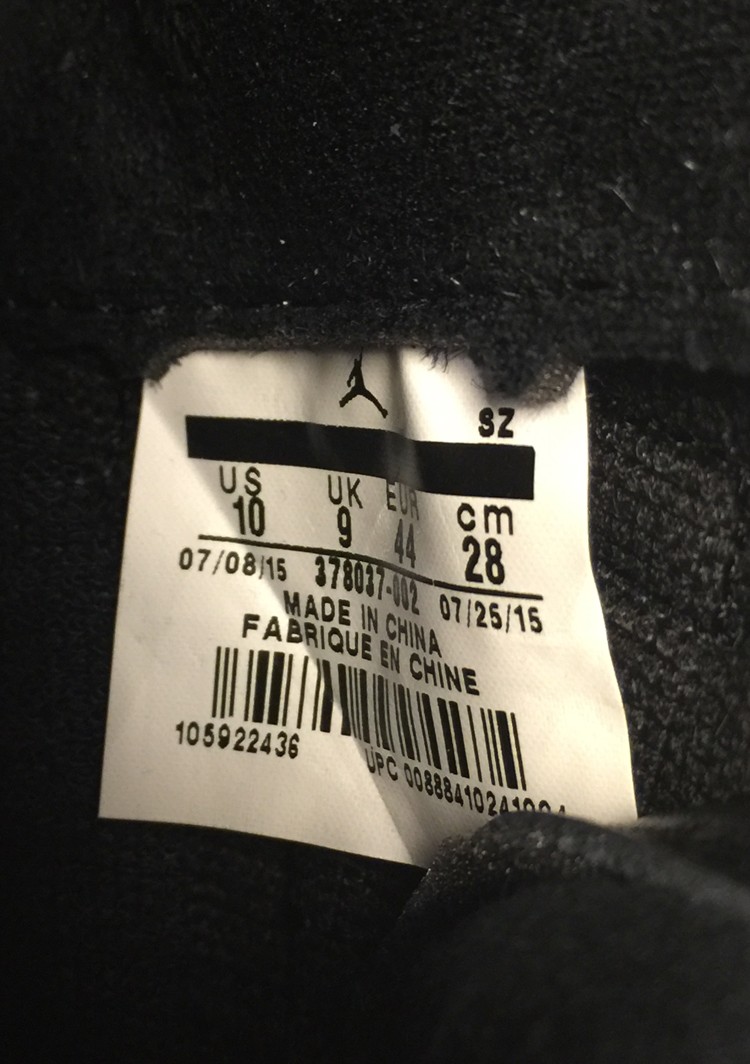 SZ
US UK EUR cm
10 9 44 28
07/08/15 378037-002 07/25/15
MADE IN CHINA
FABRIQUE EN CHINE
105922436
UPC